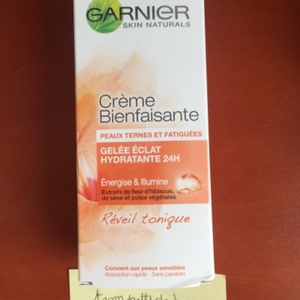 GARNIER
SKIN NATURALS
Crème
Bienfaisante
PEAUX TERNES ET FATIGUÉES
GELÉE ÉCLAT
HYDRATANTE 24H
Énergise & Illumine
Extraits de fleur d'hibiscus,
de sève et pulpe végétales
Réveil tonique
Convient aux peaux sensibles
Absorption rapide - Sans paraben